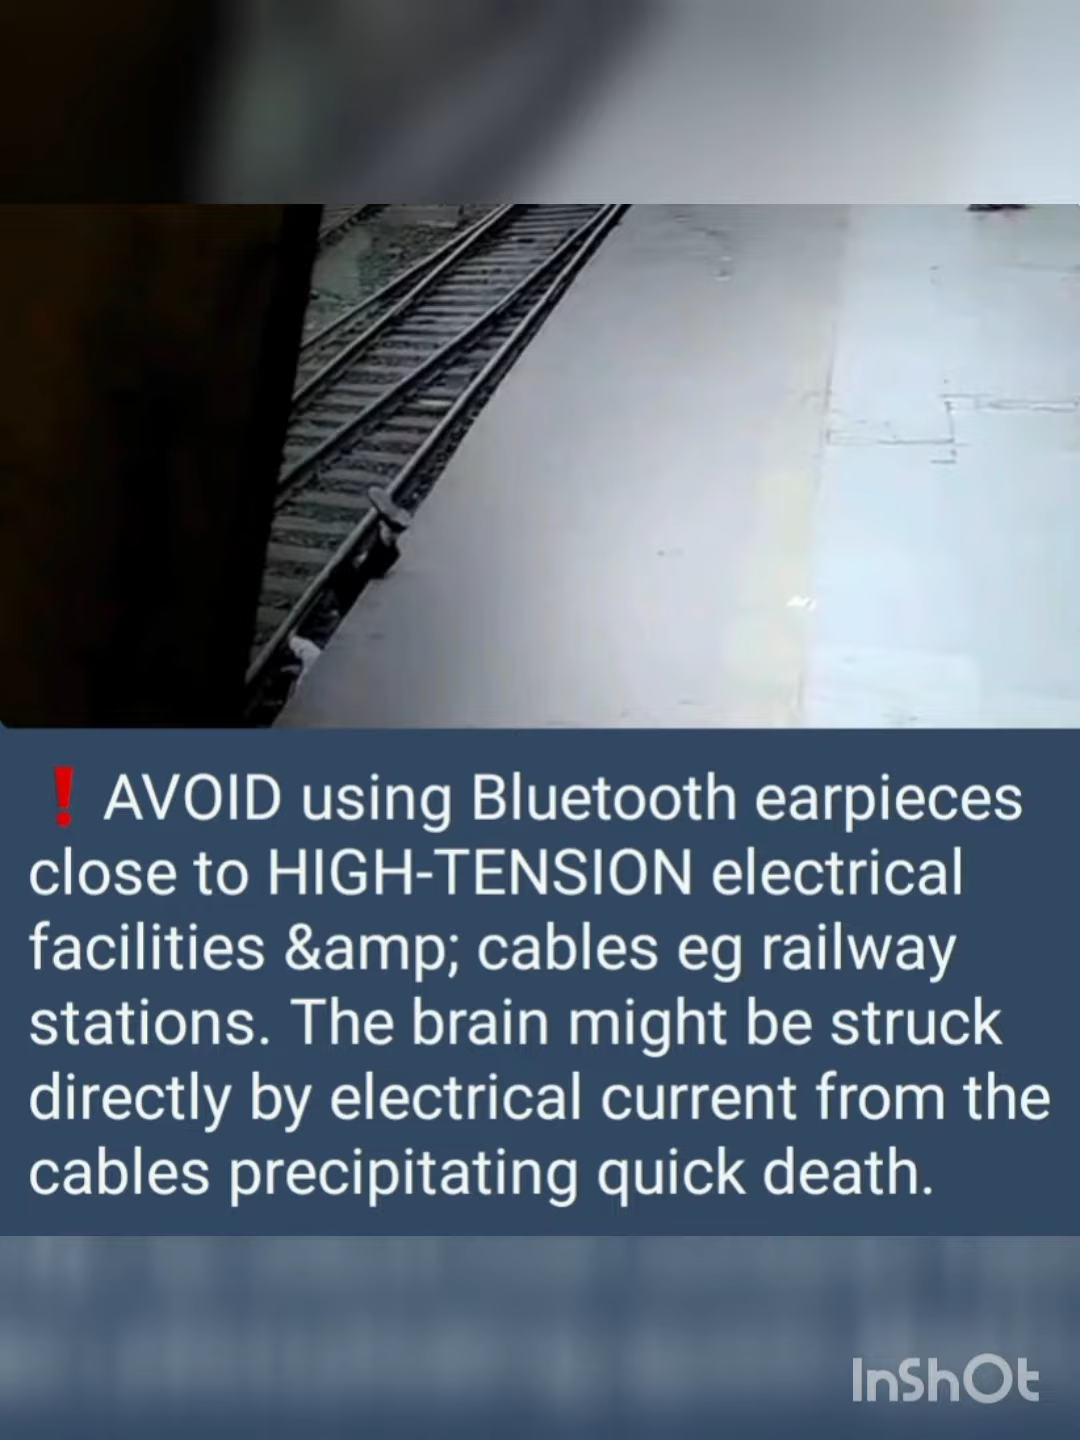 ❗ AVOID using Bluetooth earpieces
close to HIGH-TENSION electrical
facilities &amp; cables eg railway
stations. The brain might be struck
directly by electrical current from the
cables precipitating quick death.
InShOt